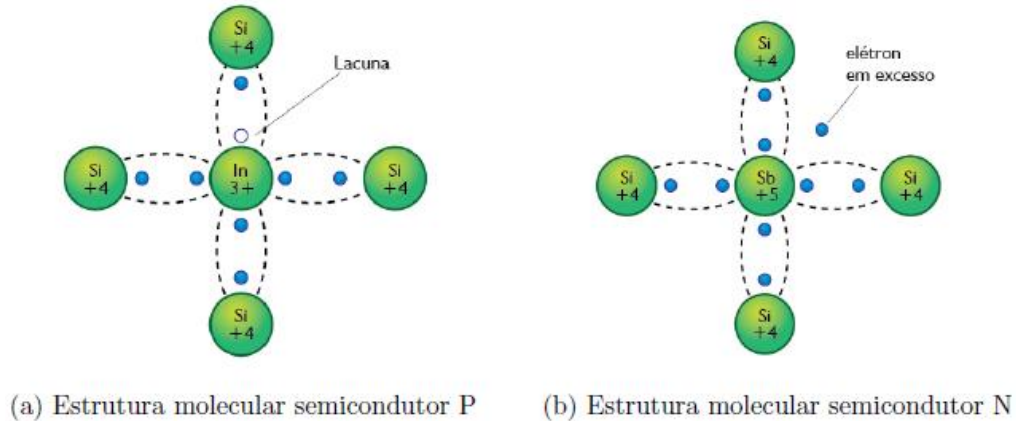 Si
+4
Lacuna
Si
+4
In
3+
Si
+4
Si
+4
(a) Estrutura molecular semicondutor P
Si
+4
elétron
em excesso
Si
+4
Sb
+5
Si
+4
Si
+4
(b) Estrutura molecular semicondutor N